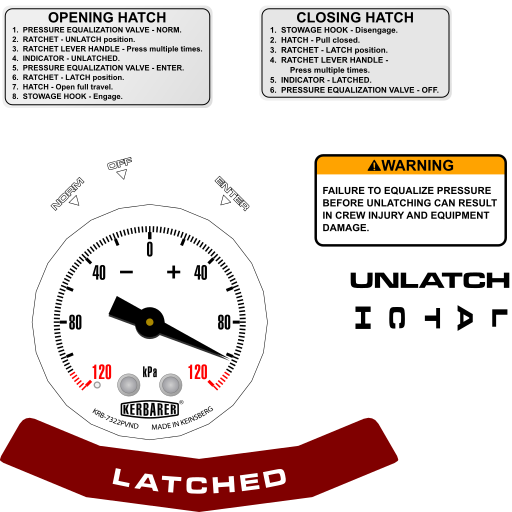 OPENING HATCH
1. PRESSURE EQUALIZATION VALVE - NORM.
2. RATCHET - UNLATCH position.
3. RATCHET LEVER HANDLE - Press multiple times.
4. INDICATOR - UNLATCHED.
5. PRESSURE EQUALIZATION VALVE - ENTER.
6. RATCHET - LATCH position.
7. HATCH - Open full travel.
8. STOWAGE HOOK - Engage.
CLOSING HATCH
1. STOWAGE HOOK - Disengage.
2. HATCH - Pull closed.
3. RATCHET - LATCH position.
4. RATCHET LEVER HANDLE -
Press multiple times.
5. INDICATOR - LATCHED.
6. PRESSURE EQUALIZATION VALVE - OFF.
NORM
OFF
ENTER
WARNING
FAILURE TO EQUALIZE PRESSURE
BEFORE UNLATCHING CAN RESULT
IN CREW INJURY AND EQUIPMENT
DAMAGE.
UNLATCH
LATCH
0
40 - + 40
80 80
120 kPa 120
KERBARER®
KRB-7322PVND MADE IN KEINSBERG
LATCHED